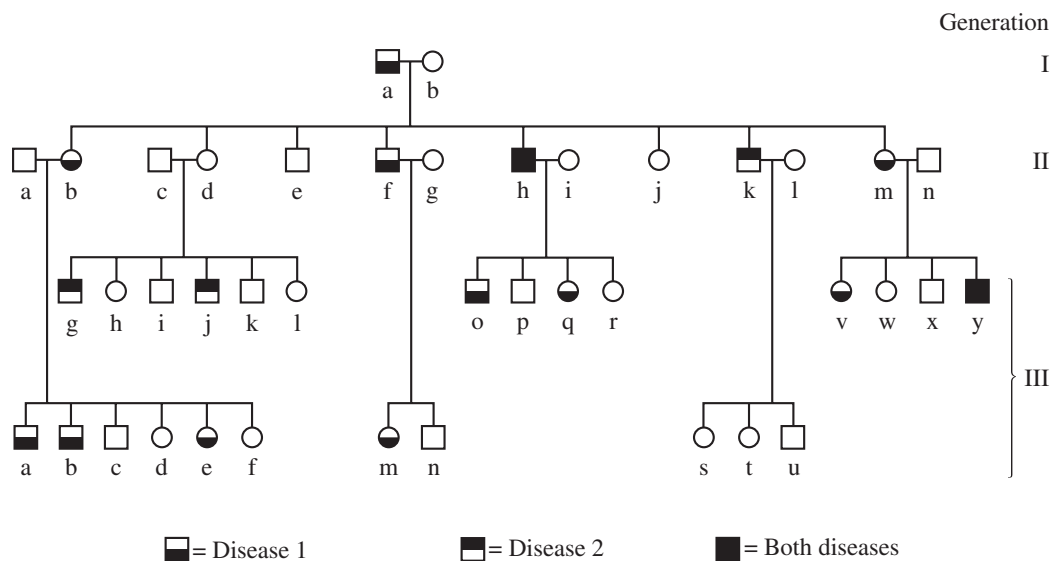 Generation
I
a b
II
a b c d e f g h i j k l m n
g h i j k l o p q r v w x y
III
a b c d e f m n s t u
= Disease 1 = Disease 2 = Both diseases